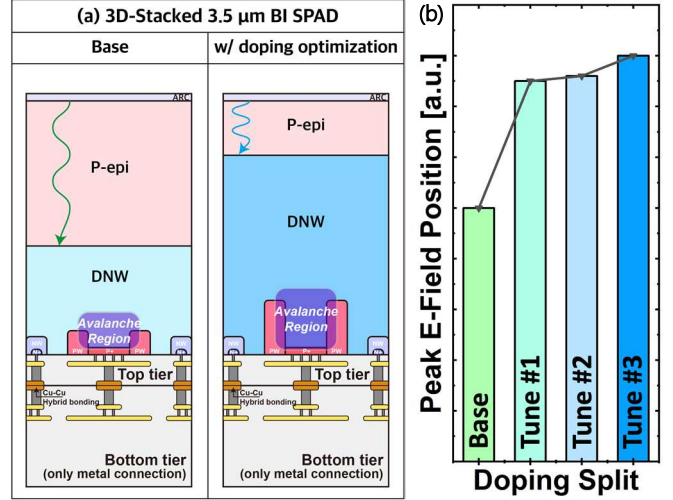 (a) 3D-Stacked 3.5 µm BI SPAD
Base
w/ doping optimization
ARC
P-epi
DNW
Avalanche
Region
NW
PW
P+
PW
NW
Top tier
Cu-Cu
Hybrid bonding
Bottom tier
(only metal connection)
ARC
P-epi
DNW
Avalanche
Region
NW
PW
P+
PW
NW
Top tier
Cu-Cu
Hybrid bonding
Bottom tier
(only metal connection)
(b)
Peak E-Field Position [a.u.]
Base
Tune #1
Tune #2
Tune #3
Doping Split